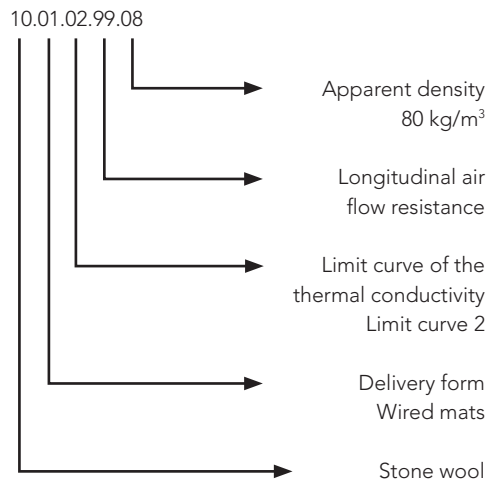 10.01.02.99.08
Apparent density
80 kg/m³
Longitudinal air
flow resistance
Limit curve of the
thermal conductivity
Limit curve 2
Delivery form
Wired mats
Stone wool